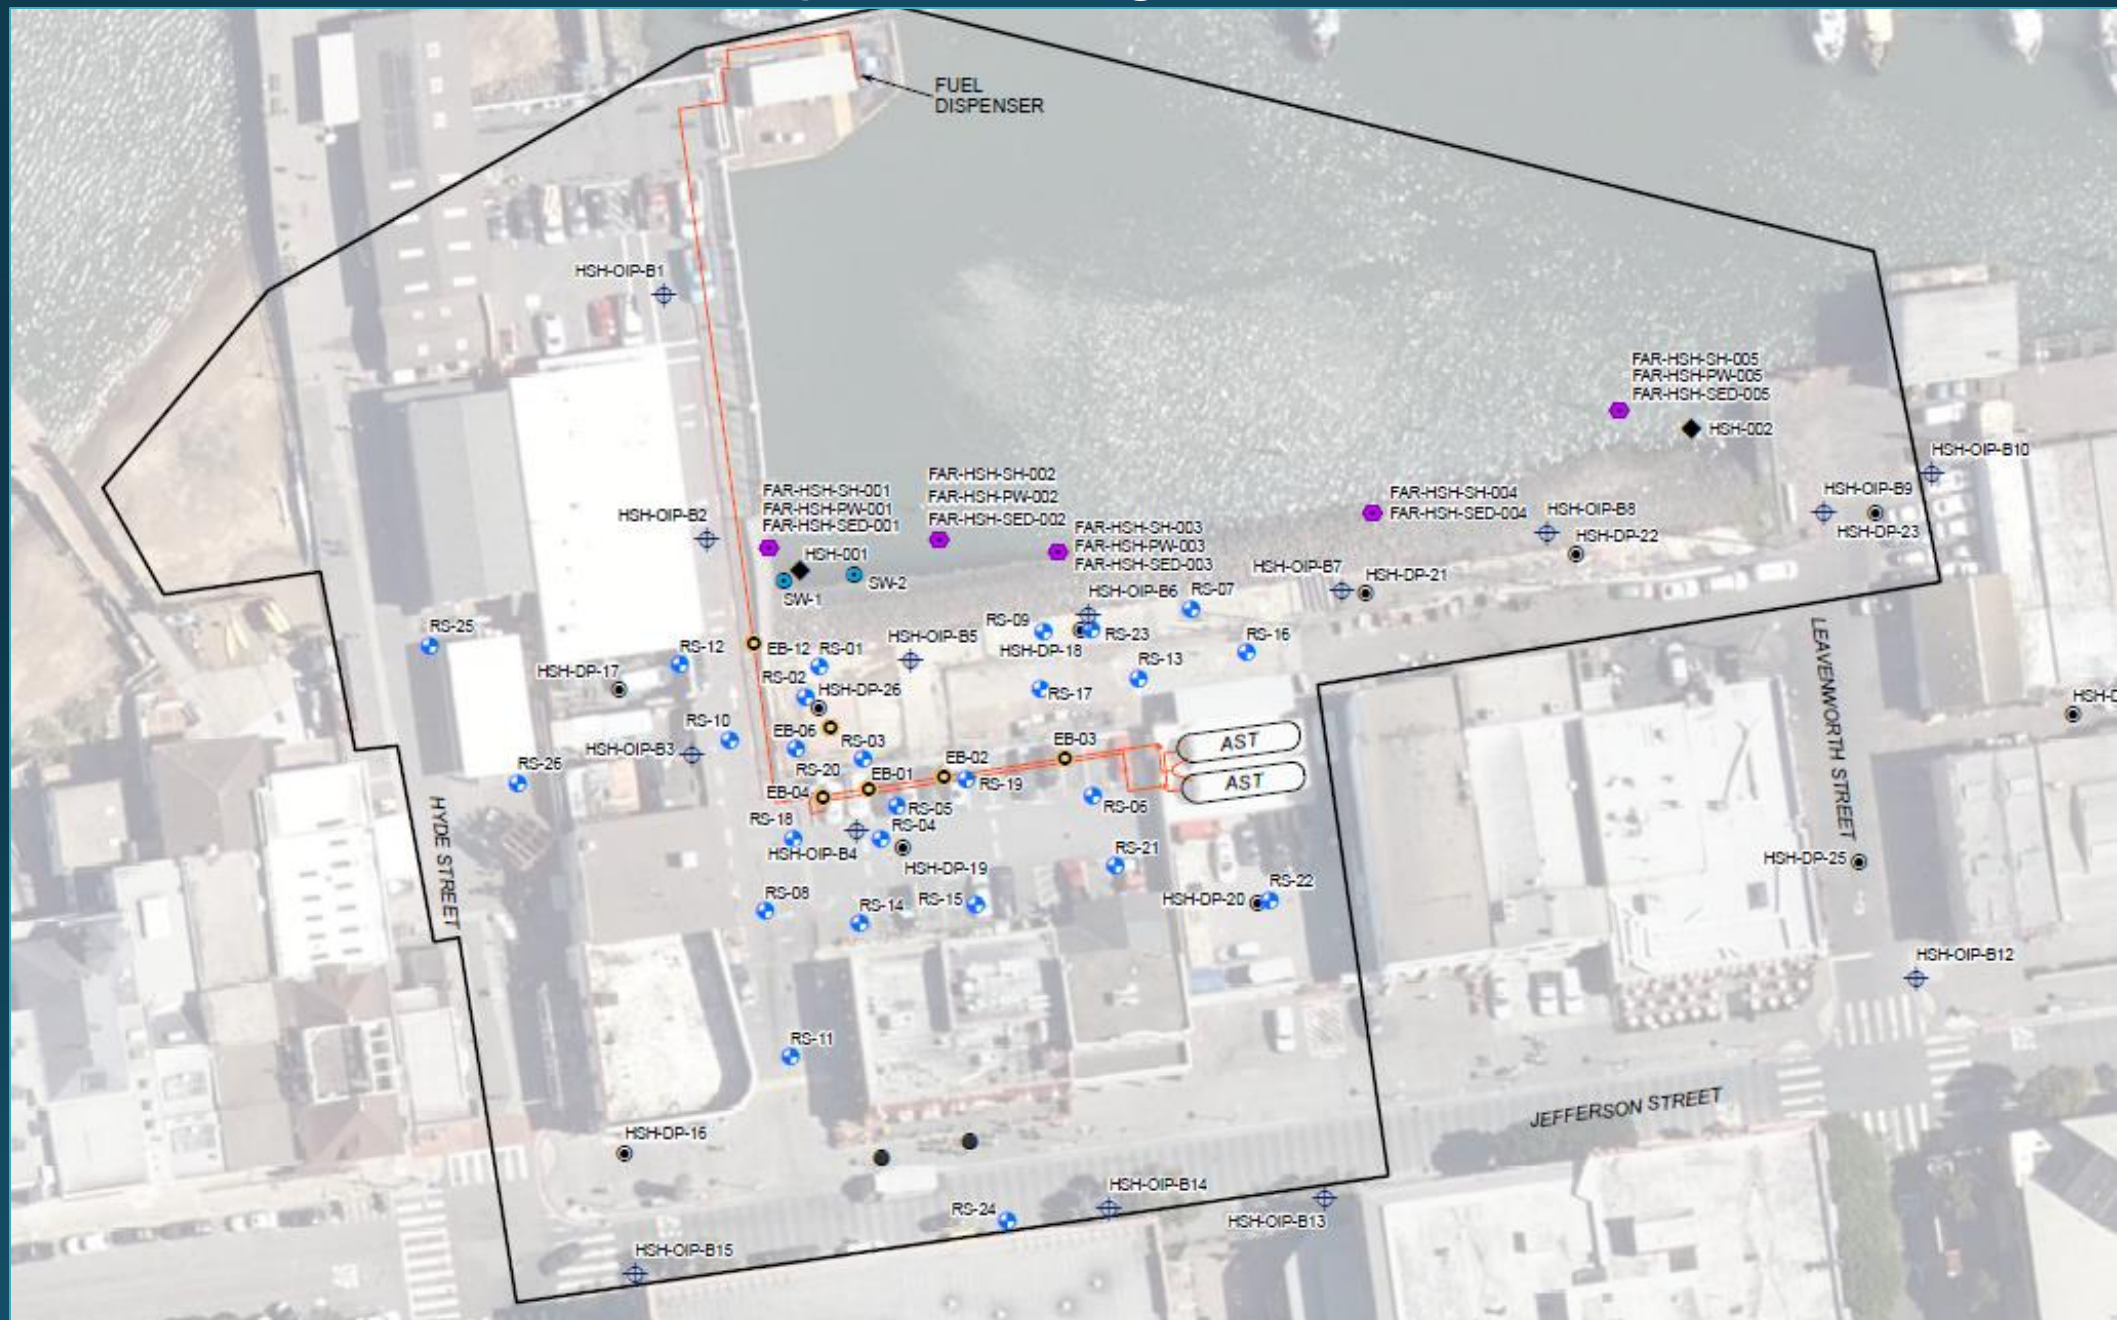 FUEL
DISPENSER
HSH-OIP-B1
FAR-HSH-SH-005
FAR-HSH-PW-005
FAR-HSH-SED-005
HSH-002
HSH-OIP-B10
FAR-HSH-SH-001
FAR-HSH-PW-001
FAR-HSH-SED-001
FAR-HSH-SH-002
FAR-HSH-PW-002
FAR-HSH-SED-002
FAR-HSH-SH-004
FAR-HSH-SED-004
HSH-OIP-B9
HSH-OIP-B2
HSH-OIP-B8
FAR-HSH-SH-003
FAR-HSH-PW-003
FAR-HSH-SED-003
HSH-DP-22
HSH-DP-23
HSH-001
SW-2
SW-1
HSH-OIP-B7
HSH-DP-21
HSH-OIP-B6
RS-07
RS-09
RS-25
HSH-OIP-B5
RS-23
RS-16
RS-12
EB-12
RS-01
HSH-DP-18
HSH-DP-17
RS-02
HSH-DP-26
RS-13
RS-17
HSH-D
RS-10
EB-06
RS-03
HSH-OIP-B3
EB-03
AST
RS-26
RS-20
EB-01
EB-02
RS-19
AST
EB-04
RS-05
RS-06
RS-18
RS-04
HSH-OIP-B4
HSH-DP-19
RS-21
HYDE STREET
LEAVENWORTH STREET
HSH-DP-25
RS-08
RS-14
RS-15
HSH-DP-20
RS-22
HSH-OIP-B12
RS-11
JEFFERSON STREET
HSH-DP-16
HSH-OIP-B14
RS-24
HSH-OIP-B13
HSH-OIP-B15